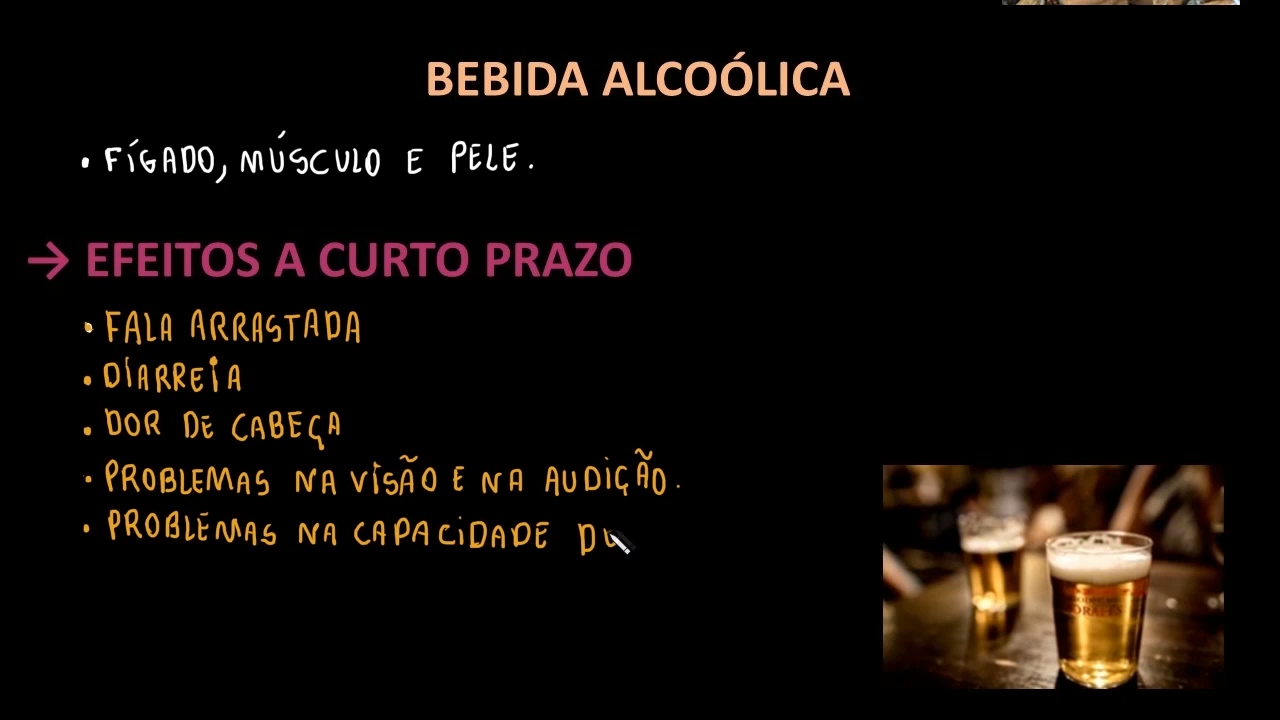 BEBIDA ALCOÓLICA
• FÍGADO, MÚSCULO E PELE.
→ EFEITOS A CURTO PRAZO
• FALA ARRASTADA
• DIARREIA
• DOR DE CABEÇA
• PROBLEMAS NA VISÃO E NA AUDIÇÃO.
• PROBLEMAS NA CAPACIDADE